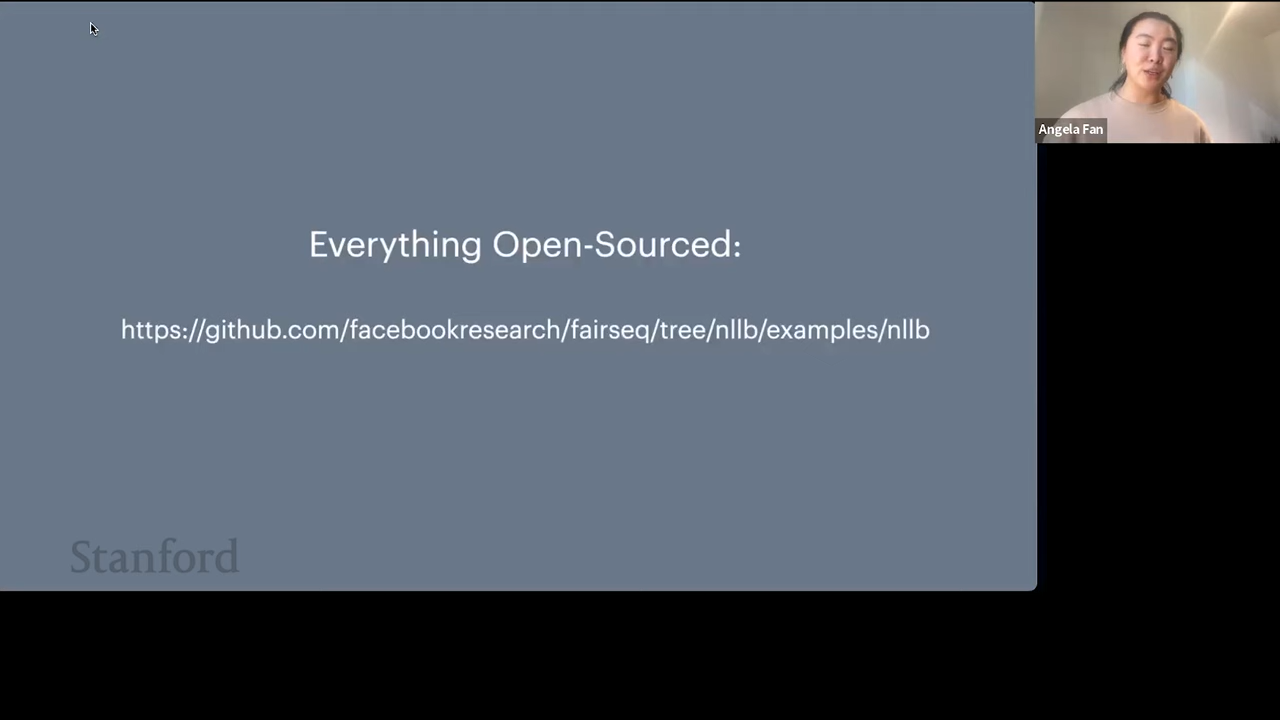 Everything Open-Sourced:
https://github.com/facebookresearch/fairseq/tree/nllb/examples/nllb
Stanford
Angela Fan